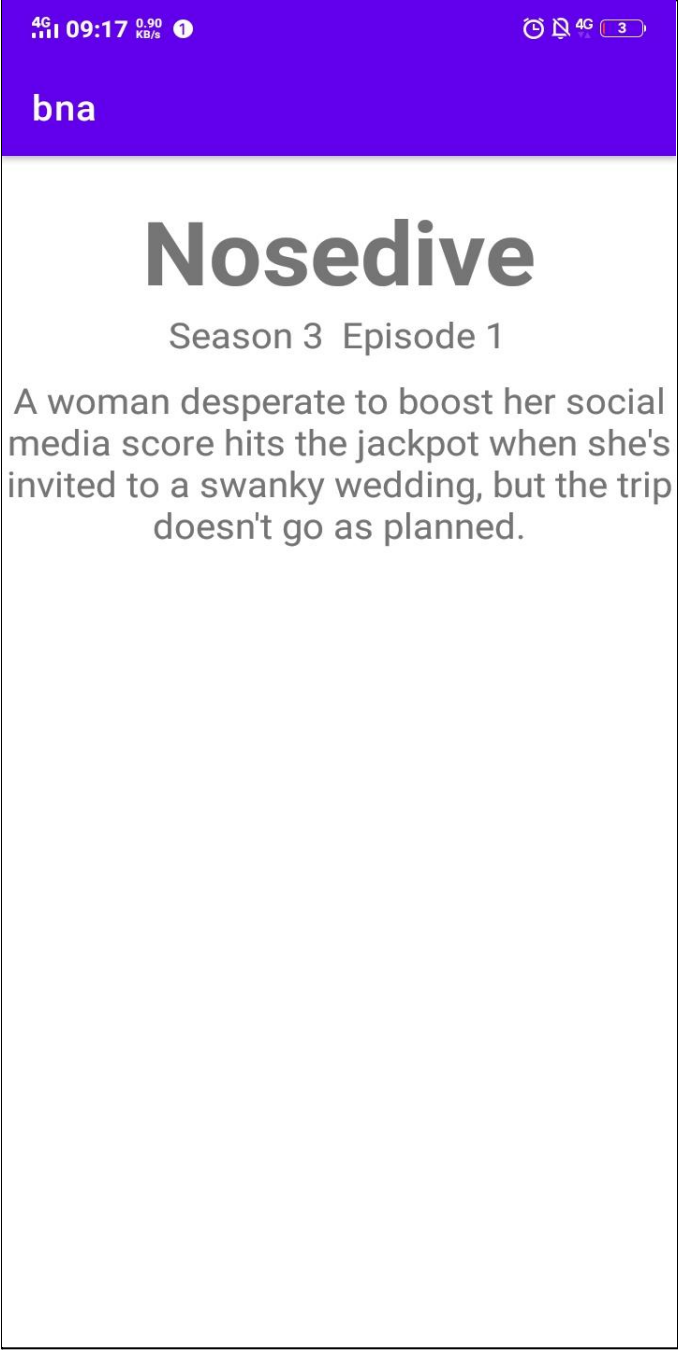 4G 09:17 0.90 KB/s 1 4G 3
bna
Nosedive
Season 3 Episode 1
A woman desperate to boost her social
media score hits the jackpot when she's
invited to a swanky wedding, but the trip
doesn't go as planned.